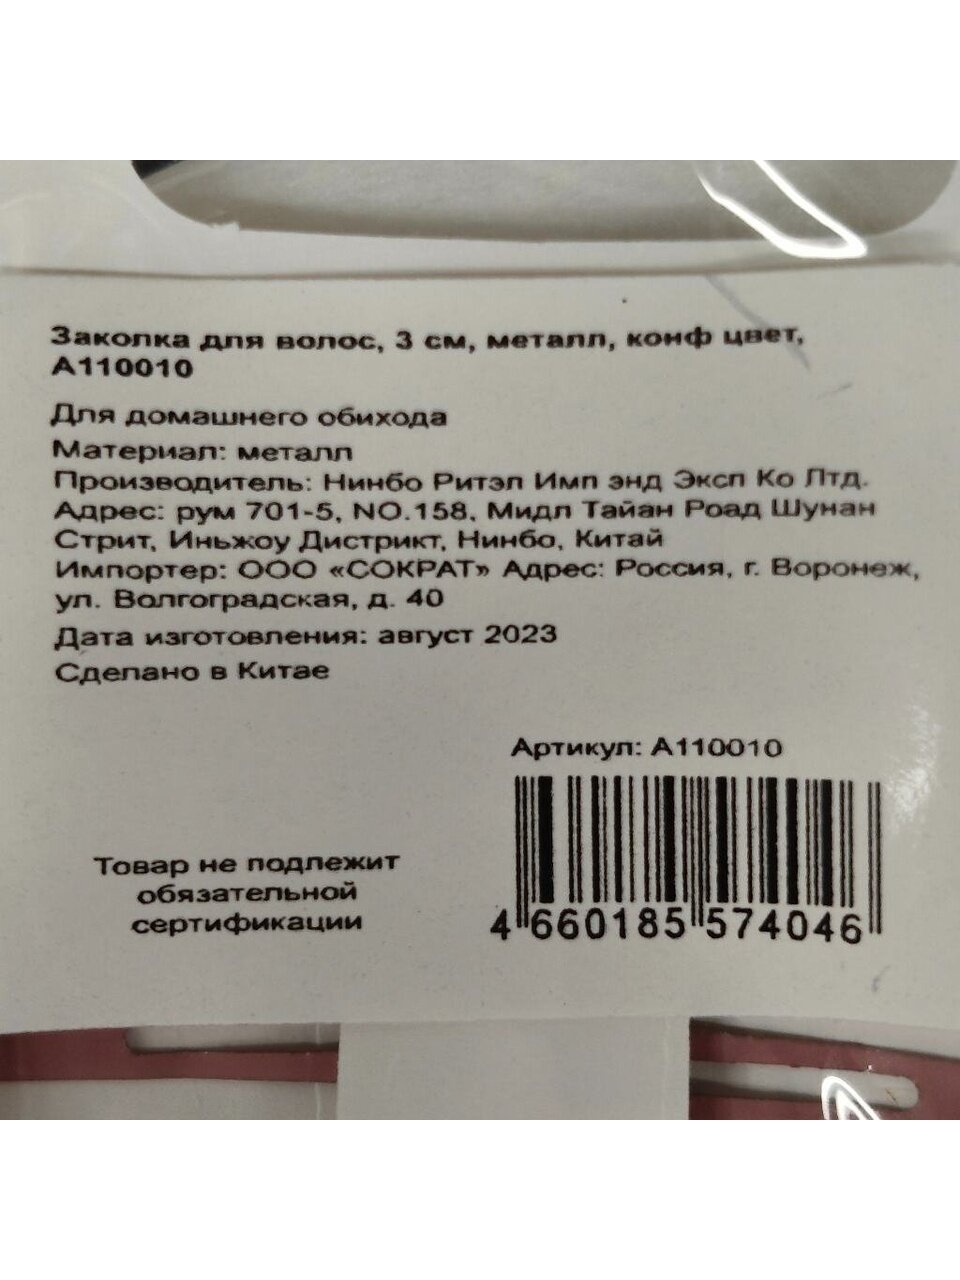 Заколка для волос, 3 см, металл, конф цвет,
А110010
Для домашнего обихода
Материал: металл
Производитель: Нинбо Ритэл Имп энд Эксп Ко Лтд.
Адрес: рум 701-5, NO.158, Мидл Тайан Роад Шунан
Стрит, Иньжоу Дистрикт, Нинбо, Китай
Импортер: ООО «СОКРАТ» Адрес: Россия, г. Воронеж,
ул. Волгоградская, д. 40
Дата изготовления: август 2023
Сделано в Китае
Артикул: А110010
Товар не подлежит
обязательной
сертификации
4 660185 574046